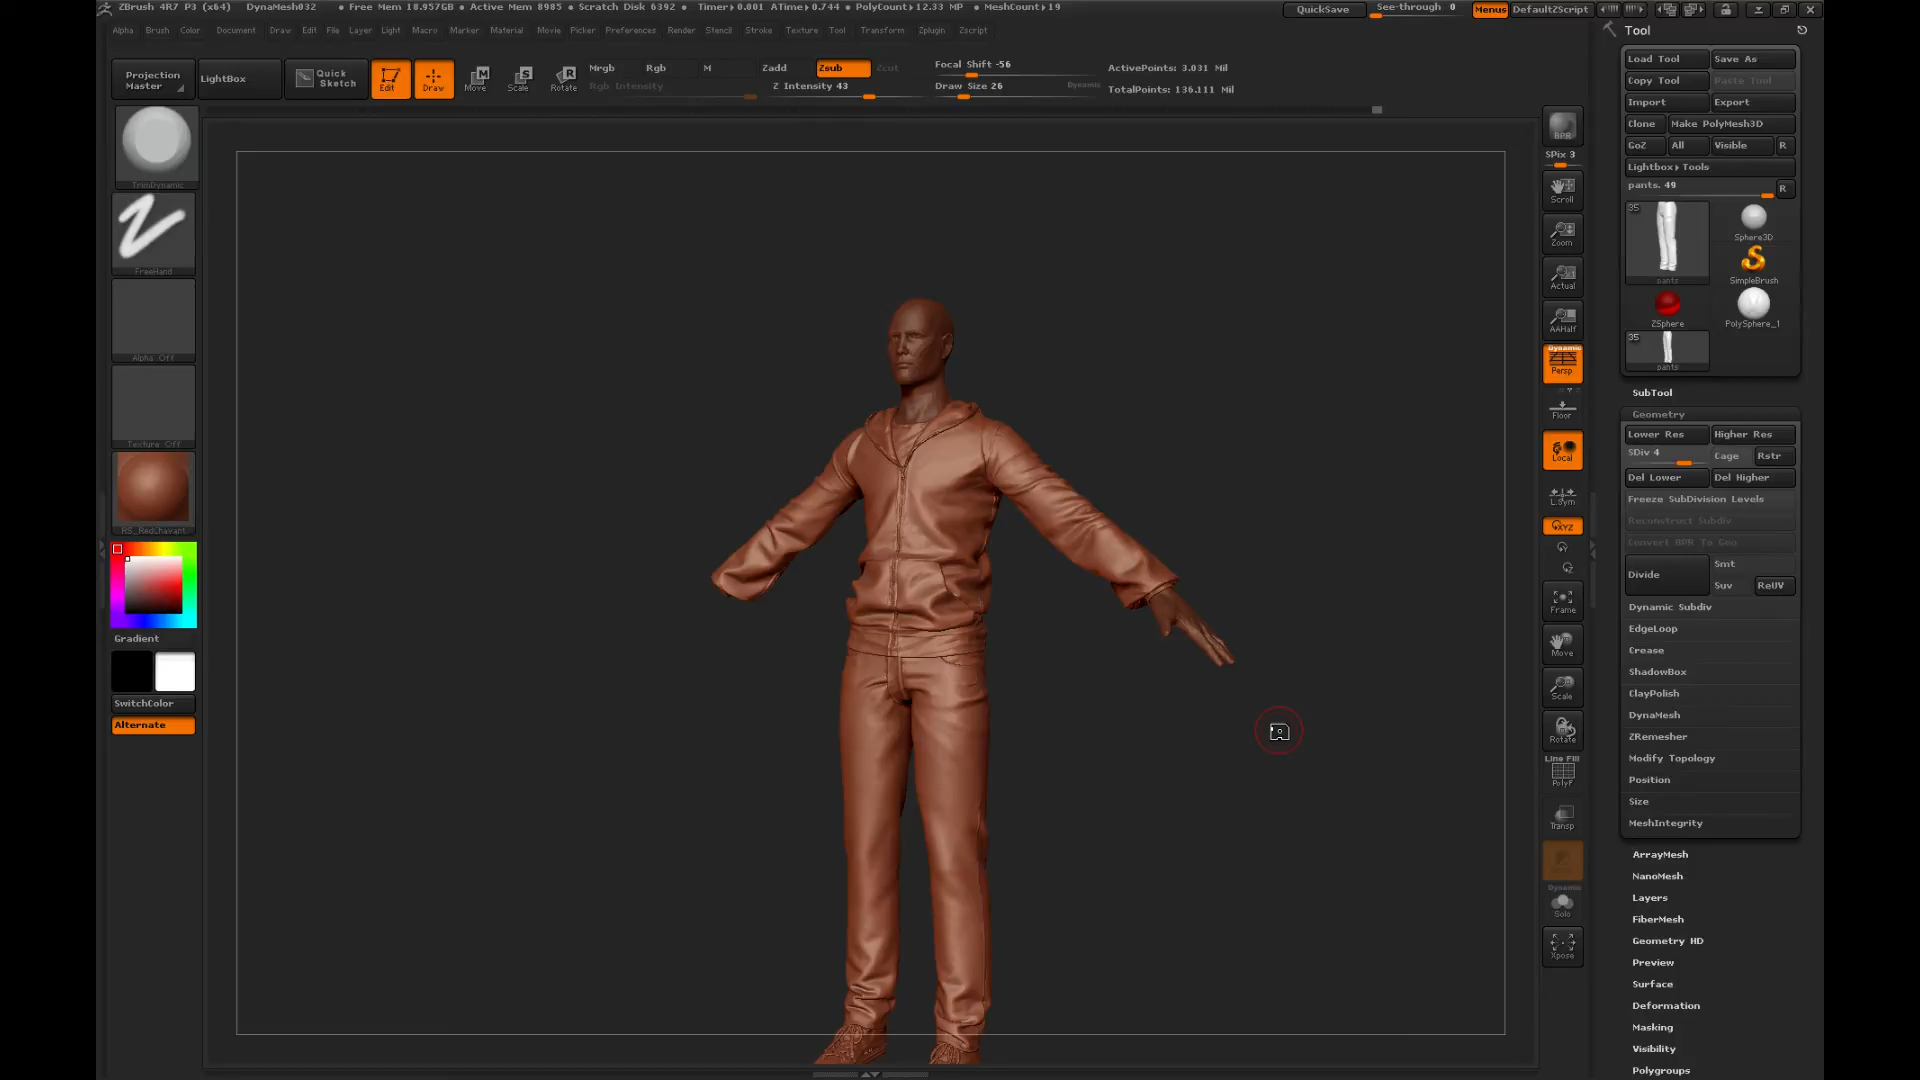 ZBrush 4R7 P3 (x64) DynaMesh032 • Free Mem 18.957GB • Active Mem 8985 • Scratch Disk 6392 • Timer▸0.001 ATime▸0.744 • PolyCount▸12.33 MP • MeshCount▸19 QuickSave See-through 0 Menus DefaultZScript
Alpha Brush Color Document Draw Edit File Layer Light Macro Marker Material Movie Picker Preferences Render Stencil Stroke Texture Tool Transform Zplugin Zscript
Tool
Load Tool Save As
Copy Tool Paste Tool
Import Export
Clone Make PolyMesh3D
GoZ All Visible R
Lightbox▸Tools
pants. 49 R
35
pants
Sphere3D
SimpleBrush
ZSphere PolySphere_1
35
pants
Projection Master LightBox Quick Sketch Edit Draw Move Scale Rotate
Mrgb Rgb M Zadd Zsub Zcut
Rgb Intensity Z Intensity 43
Focal Shift -56
Draw Size 26 Dynamic
ActivePoints: 3.031 Mil
TotalPoints: 136.111 Mil
TrimDynamic
FreeHand
Alpha Off
Texture Off
Gradient
SwitchColor
Alternate
BPR
SPix 3
Scroll
Zoom
Actual
AAHalf
Dynamic
Persp
Floor
Local
L.Sym
XYZ
Frame
Move
Scale
Rotate
Line Fill
PolyF
Transp
Dynamic
Solo
Xpose
SubTool
Geometry
Lower Res Higher Res
SDiv 4 Cage Rstr
Del Lower Del Higher
Freeze SubDivision Levels
Reconstruct Subdiv
Convert BPR To Geo
Divide Smt
Suv ReUV
Dynamic Subdiv
EdgeLoop
Crease
ShadowBox
ClayPolish
DynaMesh
ZRemesher
Modify Topology
Position
Size
MeshIntegrity
ArrayMesh
NanoMesh
Layers
FiberMesh
Geometry HD
Preview
Surface
Deformation
Masking
Visibility
Polygroups